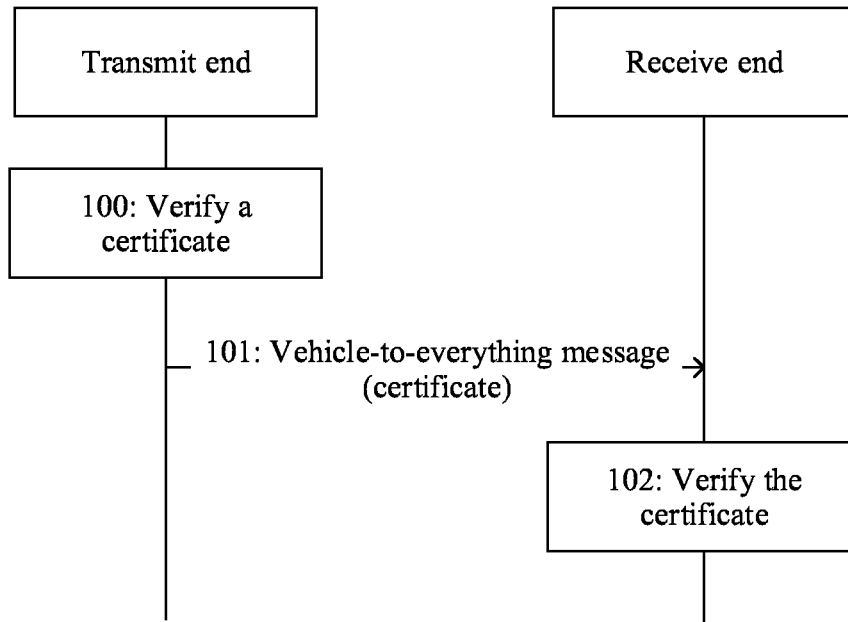 Transmit end
Receive end
100: Verify a
certificate
101: Vehicle-to-everything message
(certificate)
102: Verify the
certificate